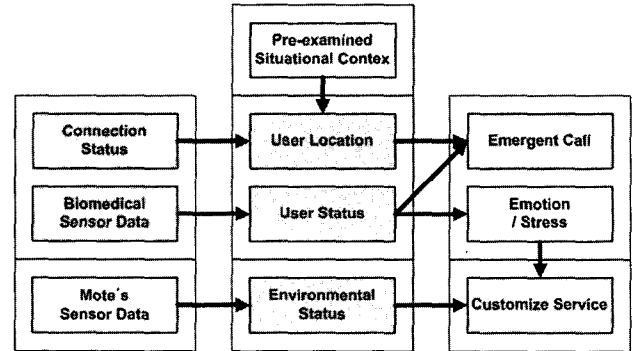 Pre-examined
Situational Contex
Connection
Status
User Location
Emergent Call
Biomedical
Sensor Data
User Status
Emotion
/ Stress
Mote's
Sensor Data
Environmental
Status
Customize Service